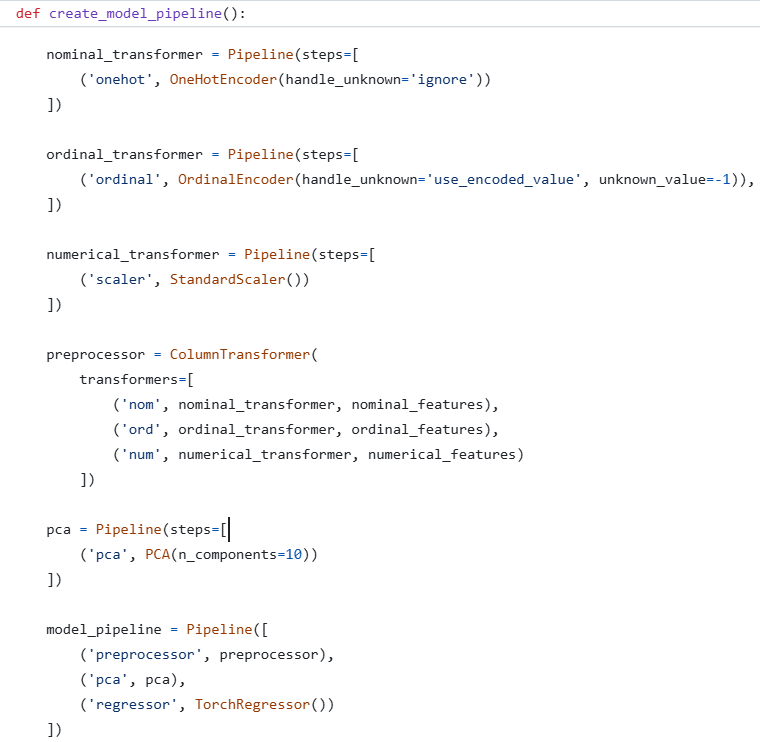 def create_model_pipeline():
    nominal_transformer = Pipeline(steps=[
        ('onehot', OneHotEncoder(handle_unknown='ignore'))
    ])
    ordinal_transformer = Pipeline(steps=[
        ('ordinal', OrdinalEncoder(handle_unknown='use_encoded_value', unknown_value=-1)),
    ])
    numerical_transformer = Pipeline(steps=[
        ('scaler', StandardScaler())
    ])
    preprocessor = ColumnTransformer(
        transformers=[
            ('nom', nominal_transformer, nominal_features),
            ('ord', ordinal_transformer, ordinal_features),
            ('num', numerical_transformer, numerical_features)
        ])
    pca = Pipeline(steps=[
        ('pca', PCA(n_components=10))
    ])
    model_pipeline = Pipeline([
        ('preprocessor', preprocessor),
        ('pca', pca),
        ('regressor', TorchRegressor())
    ])